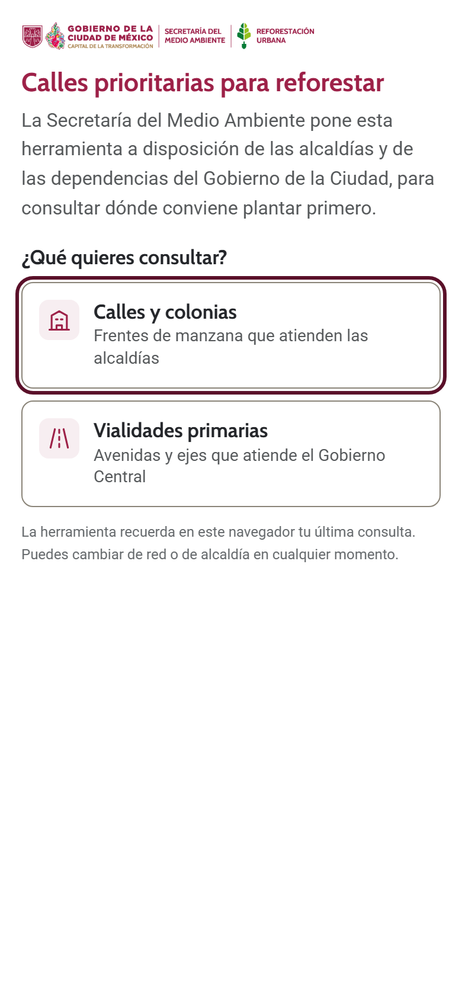 GOBIERNO DE LA
CIUDAD DE MÉXICO
CAPITAL DE LA TRANSFORMACIÓN
SECRETARÍA DEL
MEDIO AMBIENTE
REFORESTACIÓN
URBANA
Calles prioritarias para reforestar
La Secretaría del Medio Ambiente pone esta
herramienta a disposición de las alcaldías y de
las dependencias del Gobierno de la Ciudad, para
consultar dónde conviene plantar primero.
¿Qué quieres consultar?
Calles y colonias
Frentes de manzana que atienden las
alcaldías
Vialidades primarias
Avenidas y ejes que atiende el Gobierno
Central
La herramienta recuerda en este navegador tu última consulta.
Puedes cambiar de red o de alcaldía en cualquier momento.